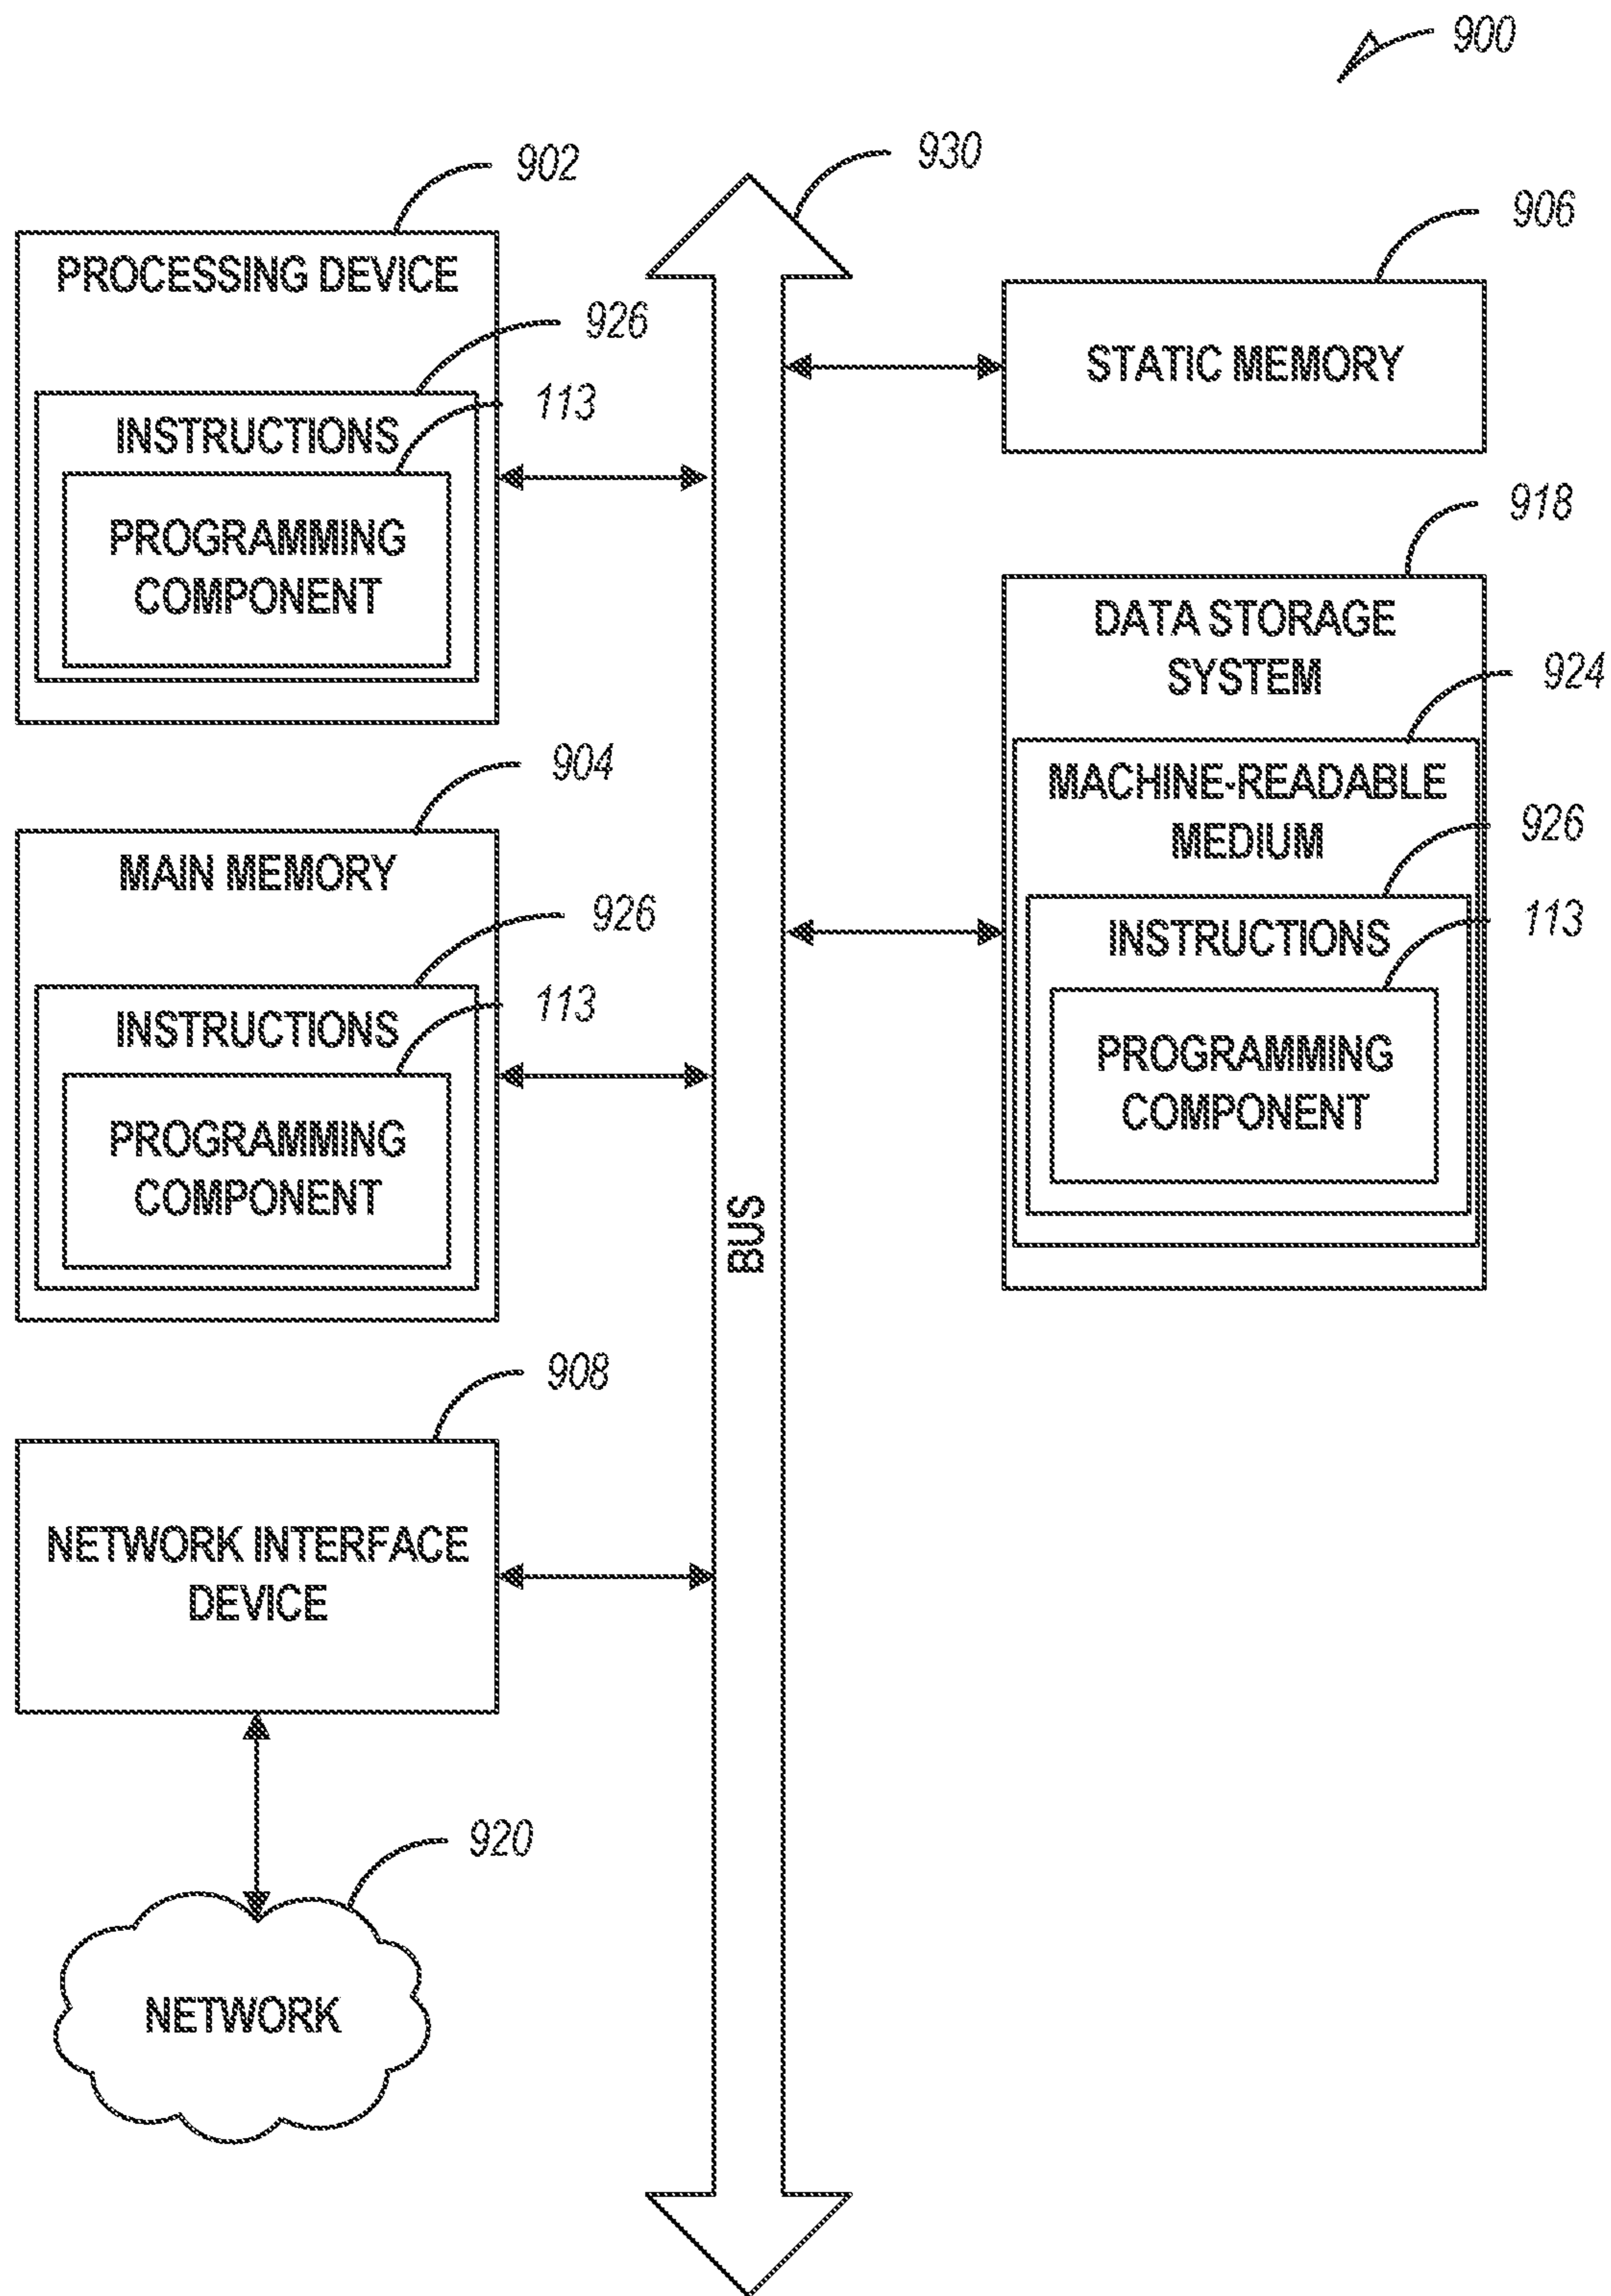 900
902
PROCESSING DEVICE
926
INSTRUCTIONS
113
PROGRAMMING
COMPONENT
904
MAIN MEMORY
926
INSTRUCTIONS
113
PROGRAMMING
COMPONENT
908
NETWORK INTERFACE
DEVICE
920
NETWORK
930
BUS
906
STATIC MEMORY
918
DATA STORAGE
SYSTEM
924
MACHINE-READABLE
MEDIUM
926
INSTRUCTIONS
113
PROGRAMMING
COMPONENT